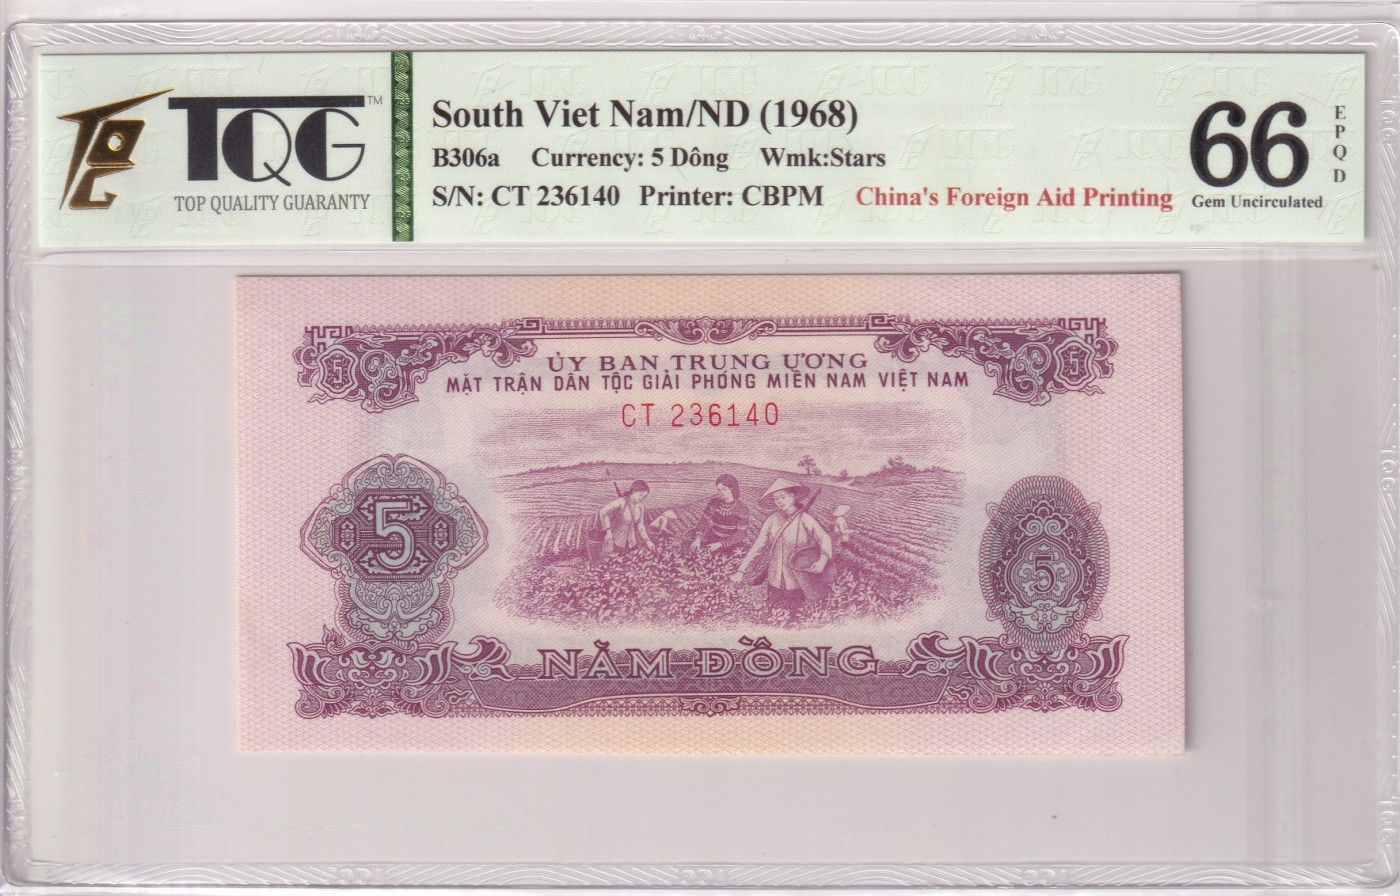 TQG™
TOP QUALITY GUARANTY
South Viet Nam/ND (1968)
B306a Currency: 5 Dông Wmk:Stars
S/N: CT 236140 Printer: CBPM China's Foreign Aid Printing
66
EPQD
Gem Uncirculated
5 5
ỦY BAN TRUNG ƯƠNG
MẶT TRẬN DÂN TỘC GIẢI PHÓNG MIỀN NAM VIỆT NAM
CT 236140
5 5
NĂM ĐỒNG